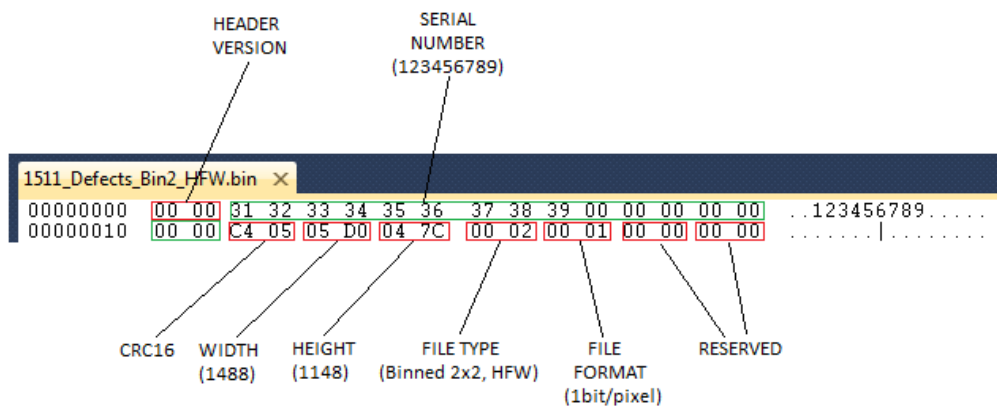 HEADER
VERSION
SERIAL
NUMBER
(123456789)
1511_Defects_Bin2_HFW.bin ×
00000000 00 00 31 32 33 34 35 36 37 38 39 00 00 00 00 00 ..123456789.....
00000010 00 00 C4 05 05 D0 04 7C 00 02 00 01 00 00 00 00 .......|........
CRC16
WIDTH
(1488)
HEIGHT
(1148)
FILE TYPE
(Binned 2x2, HFW)
FILE
FORMAT
(1bit/pixel)
RESERVED